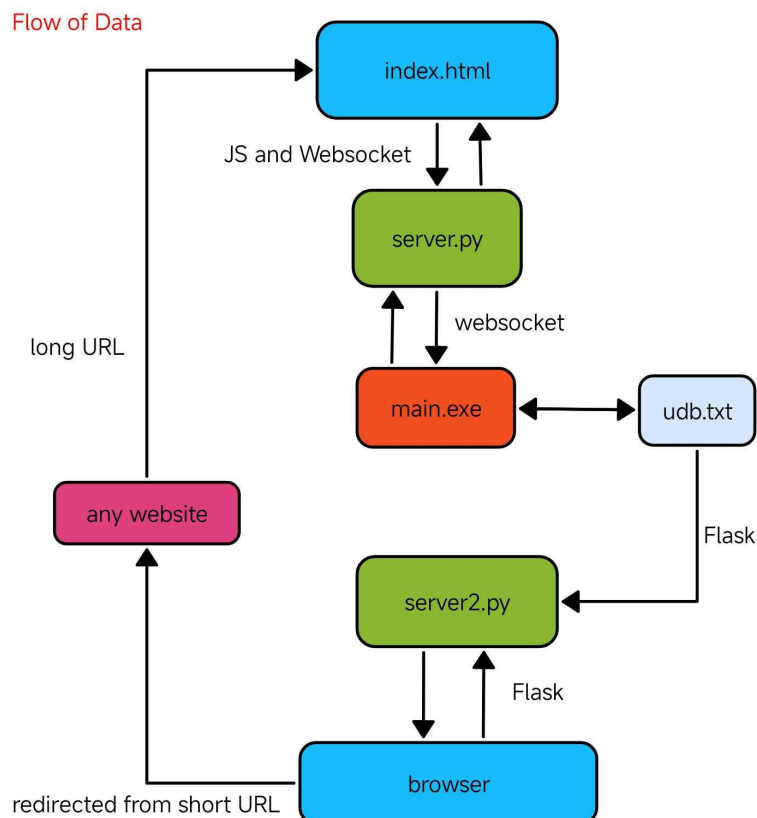 Flow of Data
index.html
JS and Websocket
server.py
websocket
long URL
main.exe
udb.txt
any website
Flask
server2.py
Flask
browser
redirected from short URL